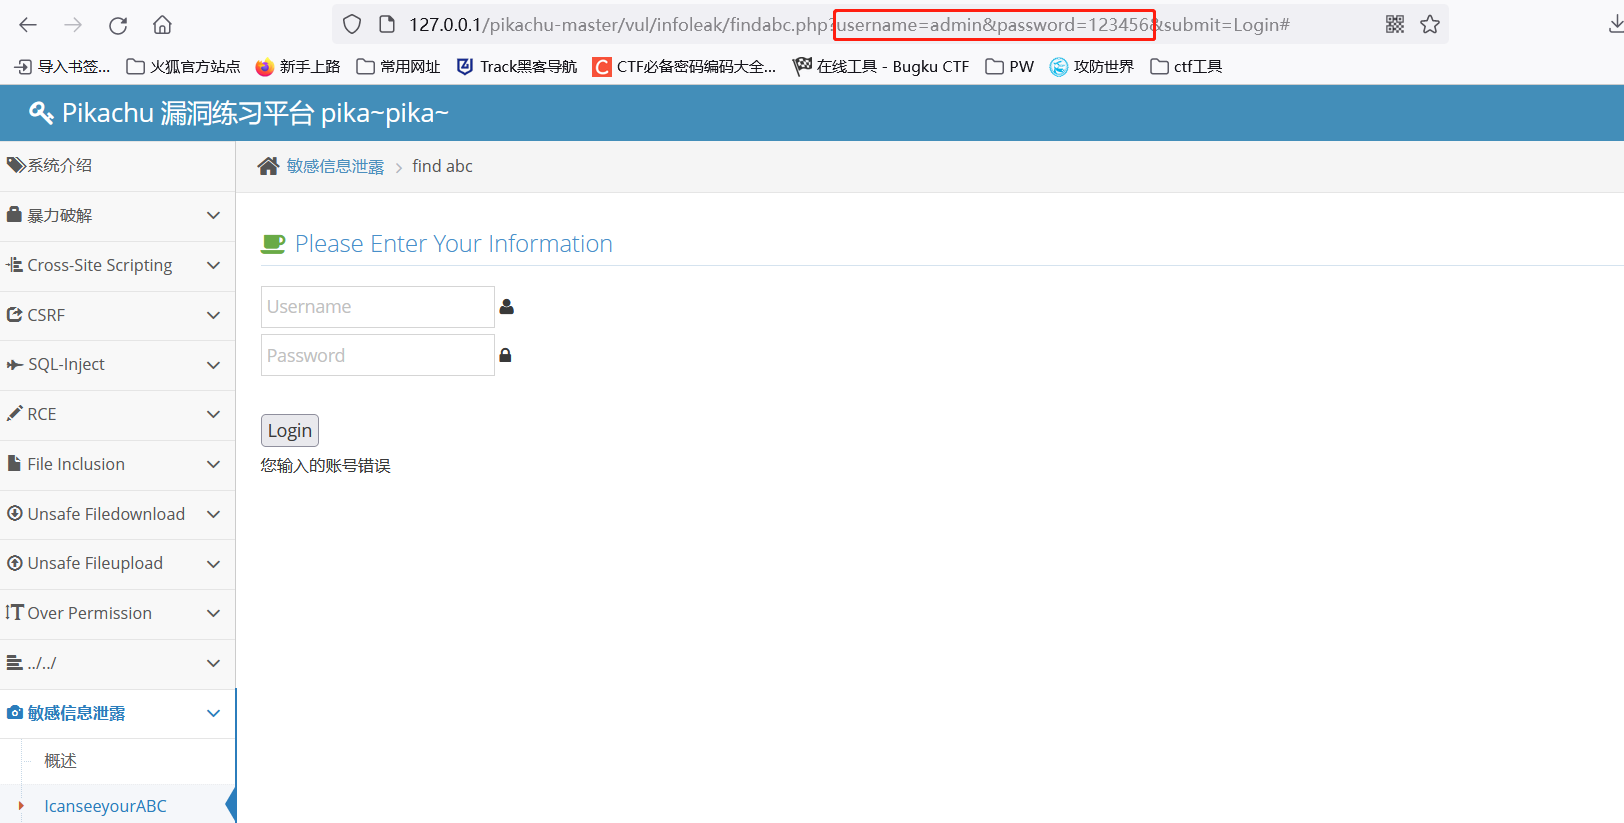 127.0.0.1/pikachu-master/vul/infoleak/findabc.php?username=admin&password=123456&submit=Login#
导入书签... 火狐官方站点 新手上路 常用网址 Track黑客导航 CTF必备密码编码大全... 在线工具 - Bugku CTF PW 攻防世界 ctf工具
Pikachu 漏洞练习平台 pika~pika~
系统介绍
敏感信息泄露 > find abc
暴力破解
Please Enter Your Information
Cross-Site Scripting
Username
CSRF
Password
SQL-Inject
RCE
Login
File Inclusion
您输入的账号错误
Unsafe Filedownload
Unsafe Fileupload
Over Permission
../../
敏感信息泄露
概述
IcanseeyourABC